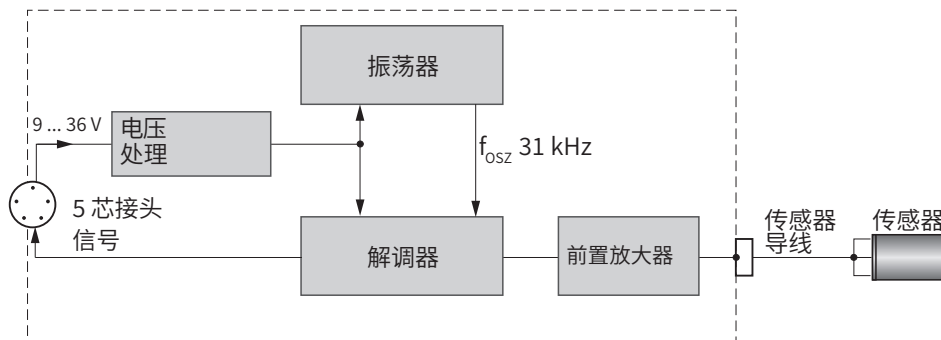 振荡器
9 ... 36 V
电压
处理
fosz 31 kHz
5 芯接头
信号
解调器
前置放大器
传感器
导线
传感器